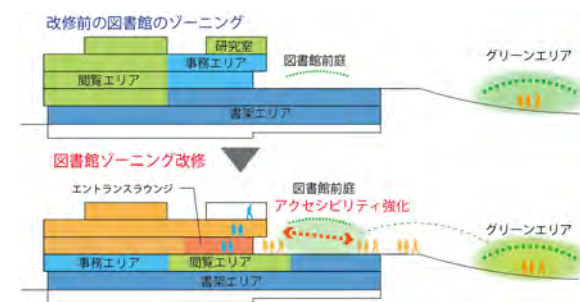 改修前の図書館のゾーニング
研究室
図書館前庭
グリーンエリア
事務エリア
閲覧エリア
書架エリア
図書館ゾーニング改修
エントランスラウンジ
図書館前庭
アクセシビリティ強化
グリーンエリア
事務エリア
閲覧エリア
書架エリア